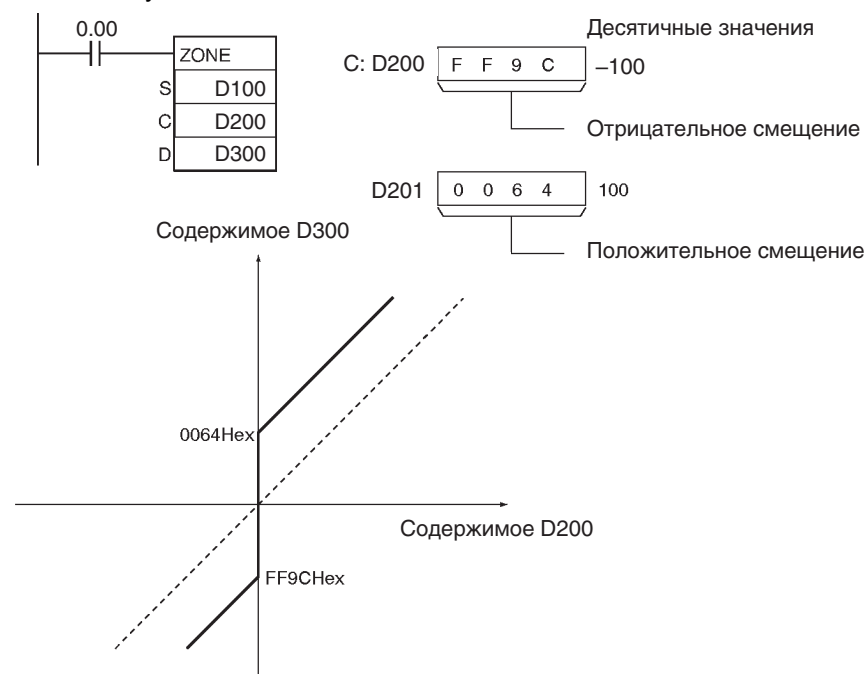 0.00
ZONE
S D100
C D200
D D300
Десятичные значения
C: D200 F F 9 C –100
Отрицательное смещение
D201 0 0 6 4 100
Положительное смещение
Содержимое D300
0064Hex
Содержимое D200
FF9CHex